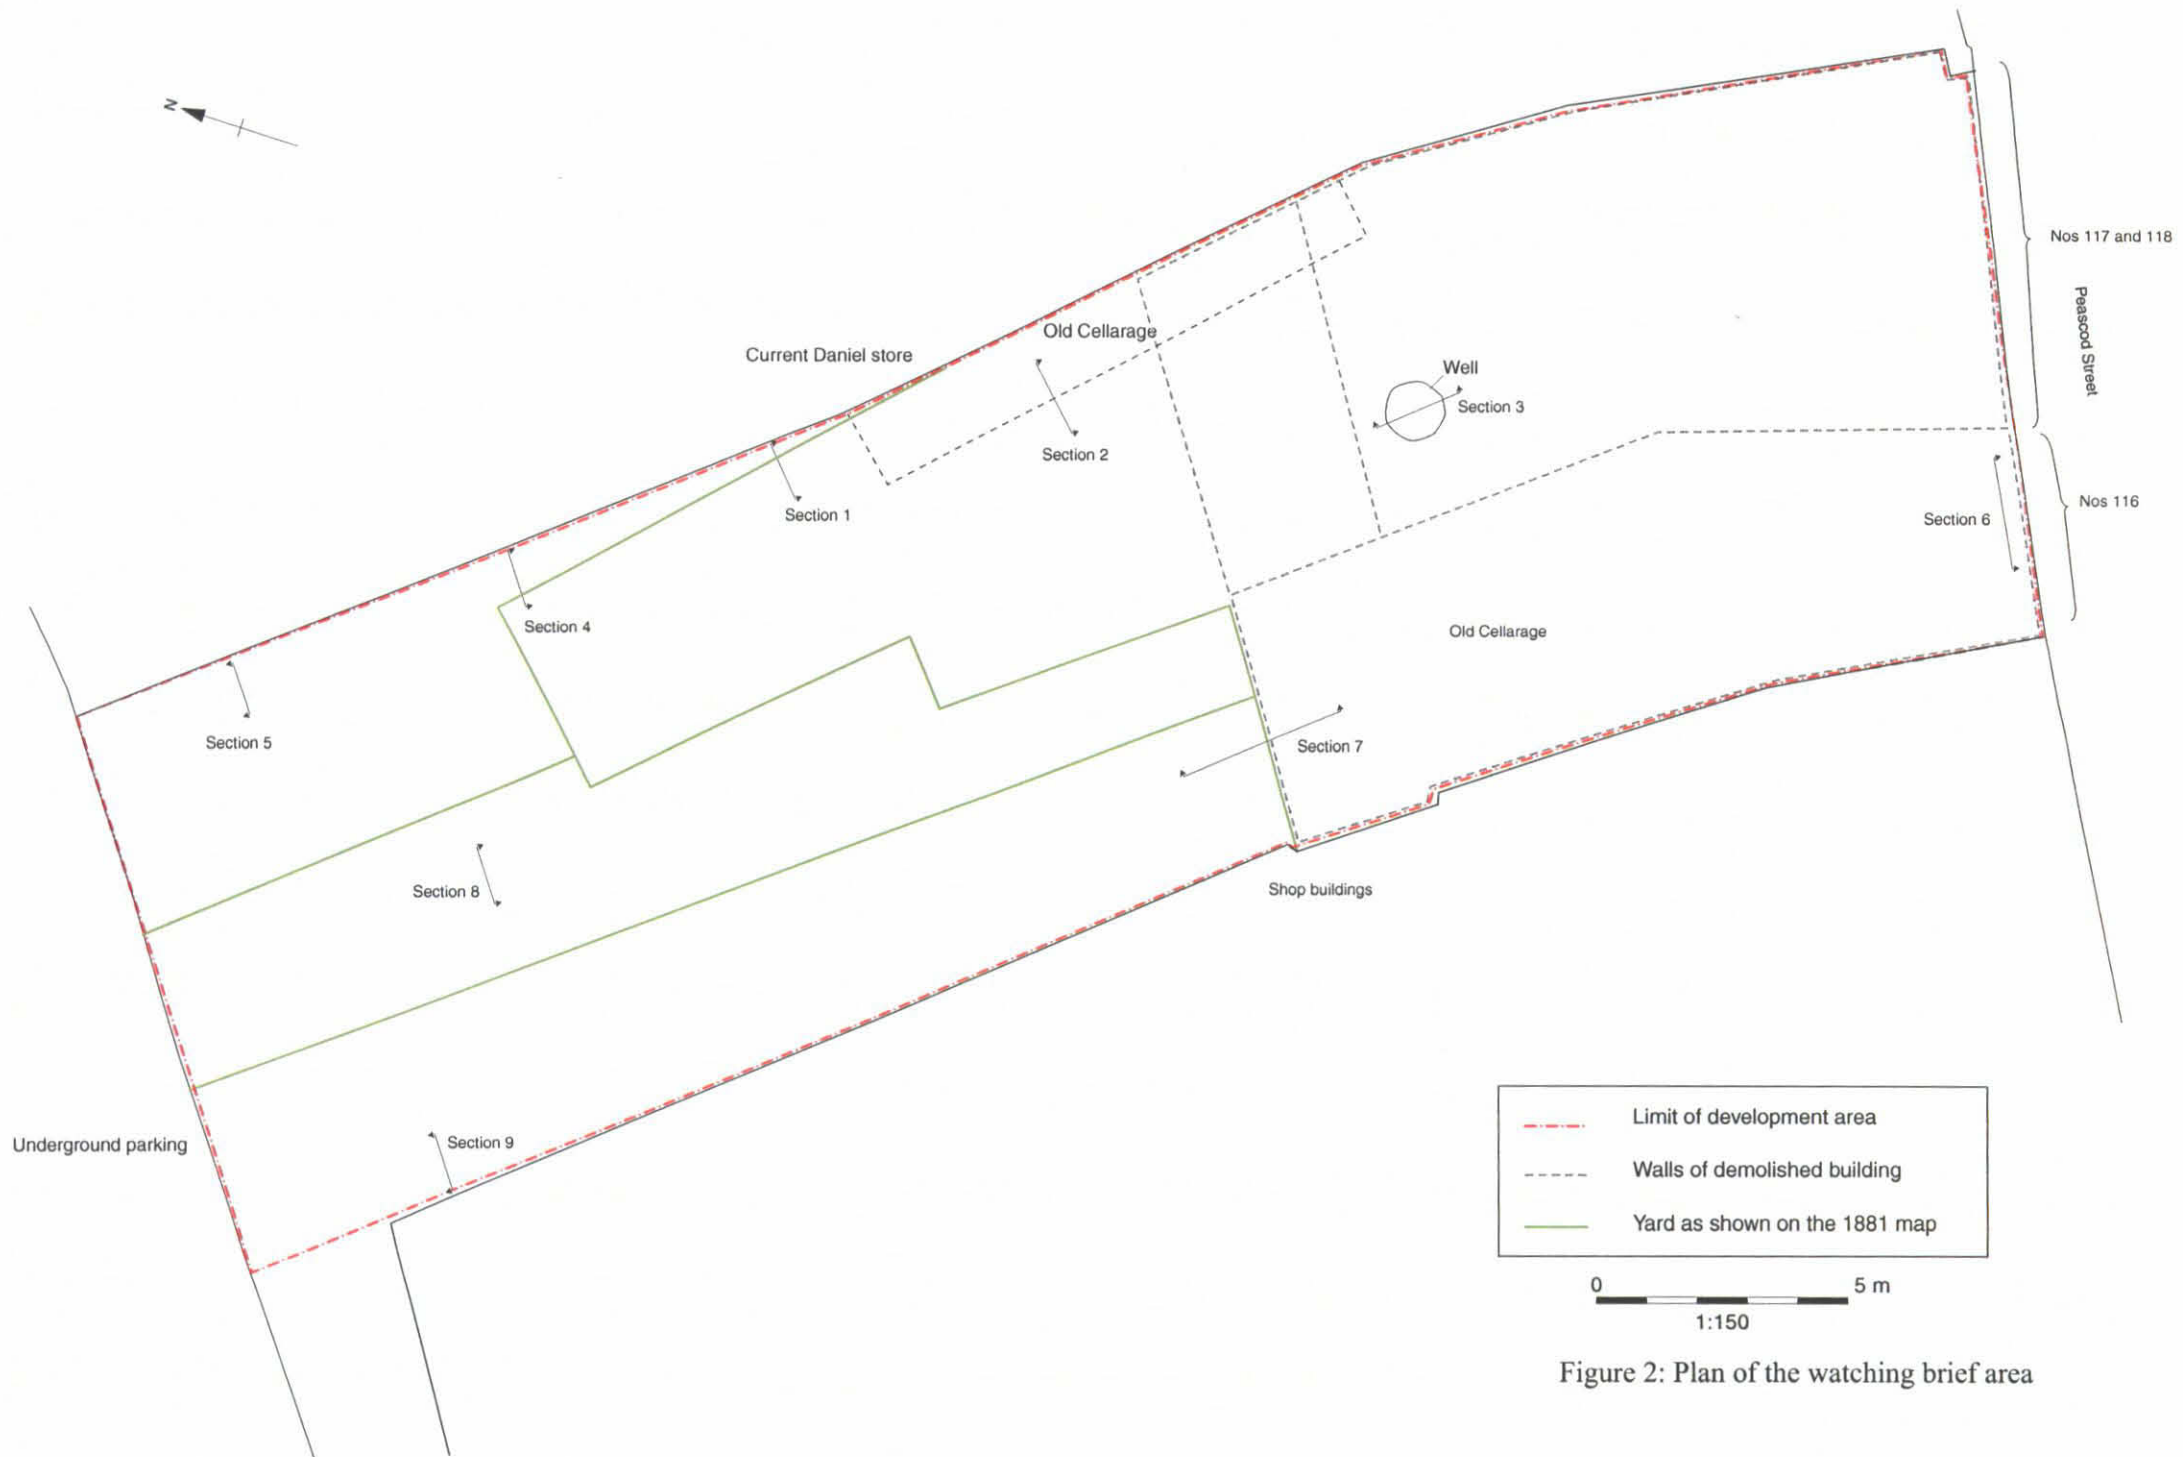 N
Nos 117 and 118
Peasood Street
Old Cellarage
Current Daniel store
Well
Section 3
Section 2
Section 1
Nos 116
Section 6
Section 4
Old Cellarage
Section 5
Section 7
Section 8
Shop buildings
Underground parking
Section 9
Limit of development area
Walls of demolished building
Yard as shown on the 1881 map
0 5 m
1:150
Figure 2: Plan of the watching brief area